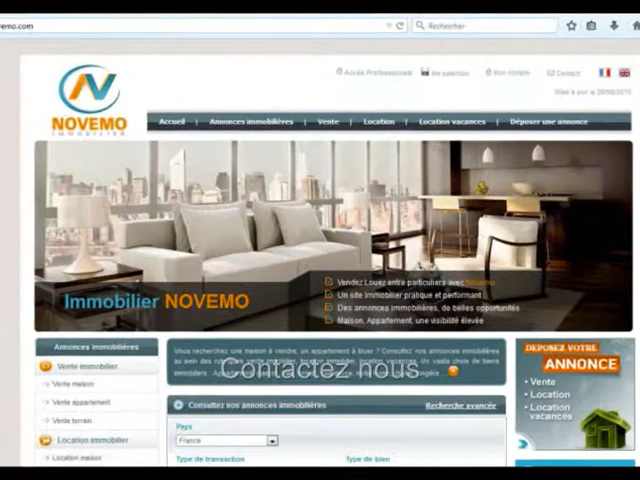 emo.com
Rechercher
Accès Professionnels
Ma sélection
Mon compte
Contact
NOVEMO
IMMOBILIER
Accueil | Annonces immobilières | Vente | Location | Location vacances | Déposer une annonce
Vendez Louez entre particuliers avec Novemo
Un site immobilier pratique et performant
Immobilier NOVEMO
Des annonces immobilières, de belles opportunités
Maison, Appartement, une visibilité élevée
Annonces immobilières
Vente immobilier
Vente maison
Vente appartement
Vente terrain
Location immobilier
Location maison
Vous recherchez une maison à vendre, un appartement à louer ? Consultez nos annonces immobilières
Contactez nous
Consultez nos annonces immobilières
Recherche avancée
Pays
France
Type de transaction
Type de bien
DEPOSEZ VOTRE
ANNONCE
• Vente
• Location
• Location
vacances